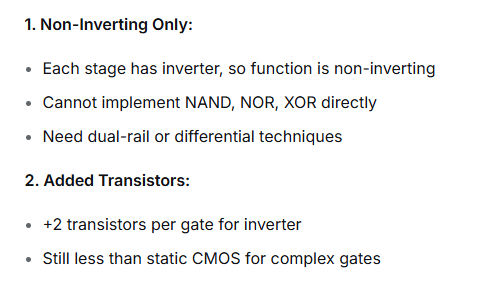 1. Non-Inverting Only:
• Each stage has inverter, so function is non-inverting
• Cannot implement NAND, NOR, XOR directly
• Need dual-rail or differential techniques
2. Added Transistors:
• +2 transistors per gate for inverter
• Still less than static CMOS for complex gates